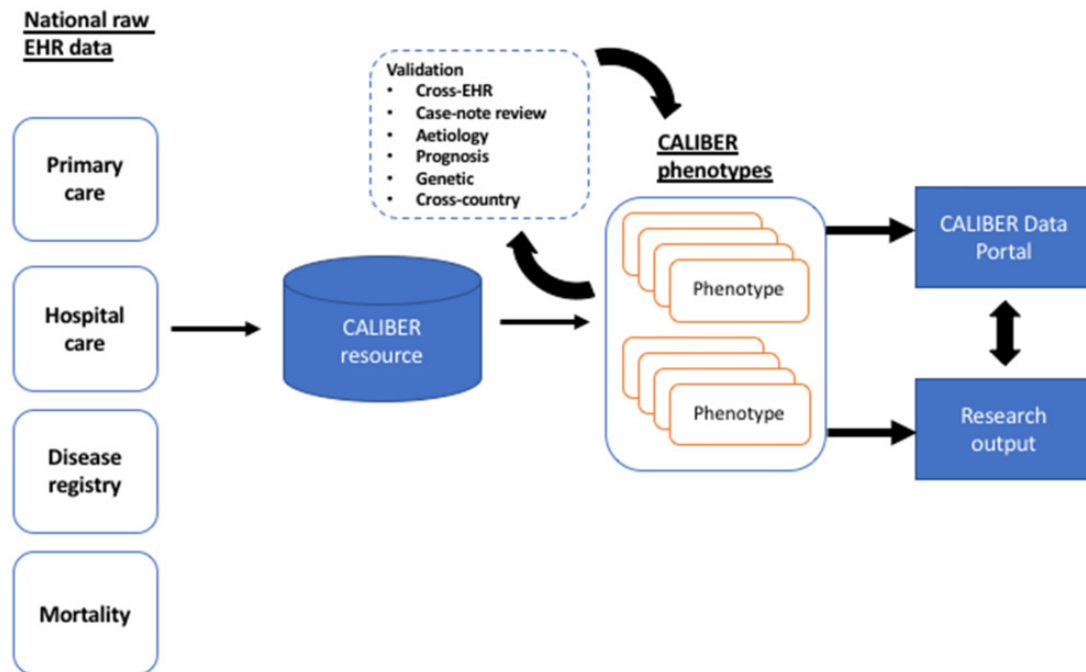 National raw
EHR data
Primary
care
Hospital
care
Disease
registry
Mortality
CALIBER
resource
Validation
• Cross-EHR
• Case-note review
• Aetiology
• Prognosis
• Genetic
• Cross-country
CALIBER
phenotypes
Phenotype
Phenotype
CALIBER Data
Portal
Research
output